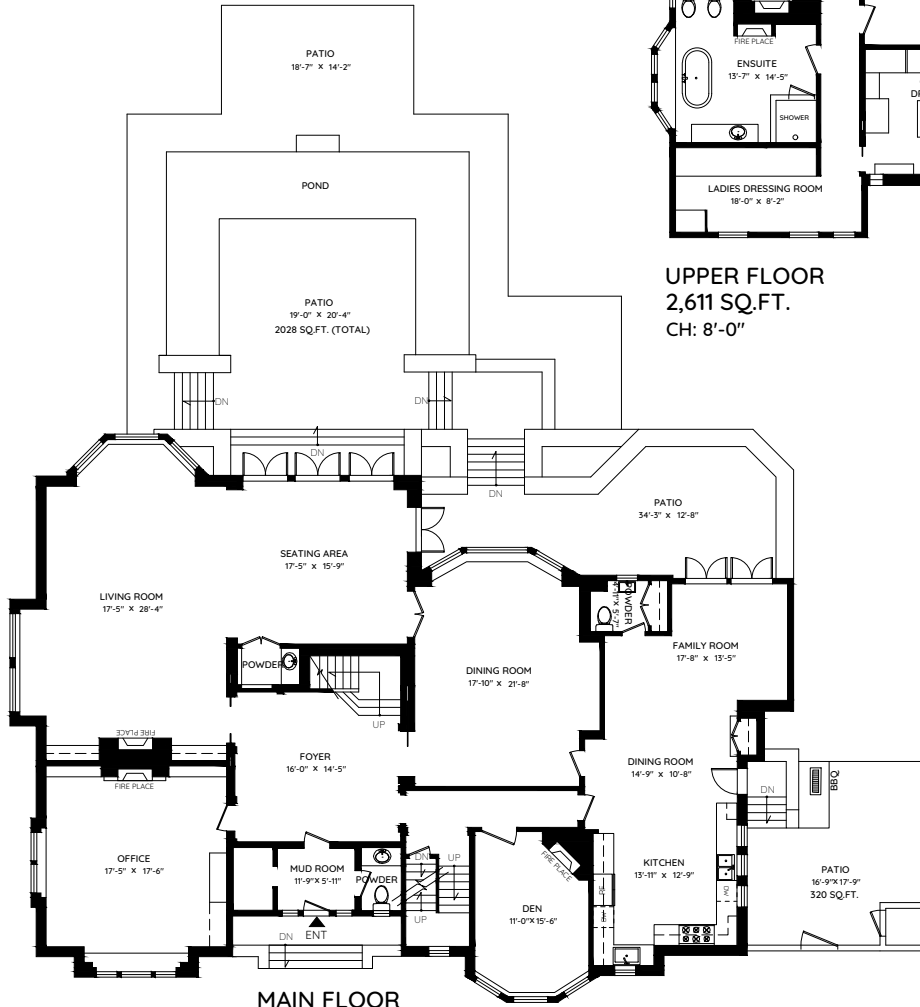 PATIO
18'-7" x 14'-2"
FIRE PLACE
ENSUITE
13'-7" x 14'-5"
SHOWER
POND
LADIES DRESSING ROOM
18'-0" x 8'-2"
UPPER FLOOR
2,611 SQ.FT.
CH: 8'-0"
PATIO
19'-0" x 20'-4"
2028 SQ.FT. (TOTAL)
DN
DN
DN
DN
PATIO
34'-3" x 12'-8"
SEATING AREA
17'-5" x 15'-9"
LIVING ROOM
17'-5" x 28'-4"
POWDER
4'-11" x 5'-7"
FAMILY ROOM
17'-8" x 13'-5"
POWDER
DINING ROOM
17'-10" x 21'-8"
UP
FIRE PLACE
FOYER
16'-0" x 14'-5"
DINING ROOM
14'-9" x 10'-8"
FIRE PLACE
BBQ
DN
OFFICE
17'-5" x 17'-6"
MUD ROOM
11'-9" x 5'-11"
POWDER
DN
UP
UP
FIRE PLACE
KITCHEN
13'-11" x 12'-9"
DW
PATIO
16'-9" x 17'-9"
320 SQ.FT.
DEN
11'-0" x 15'-6"
DN
ENT
MAIN FLOOR